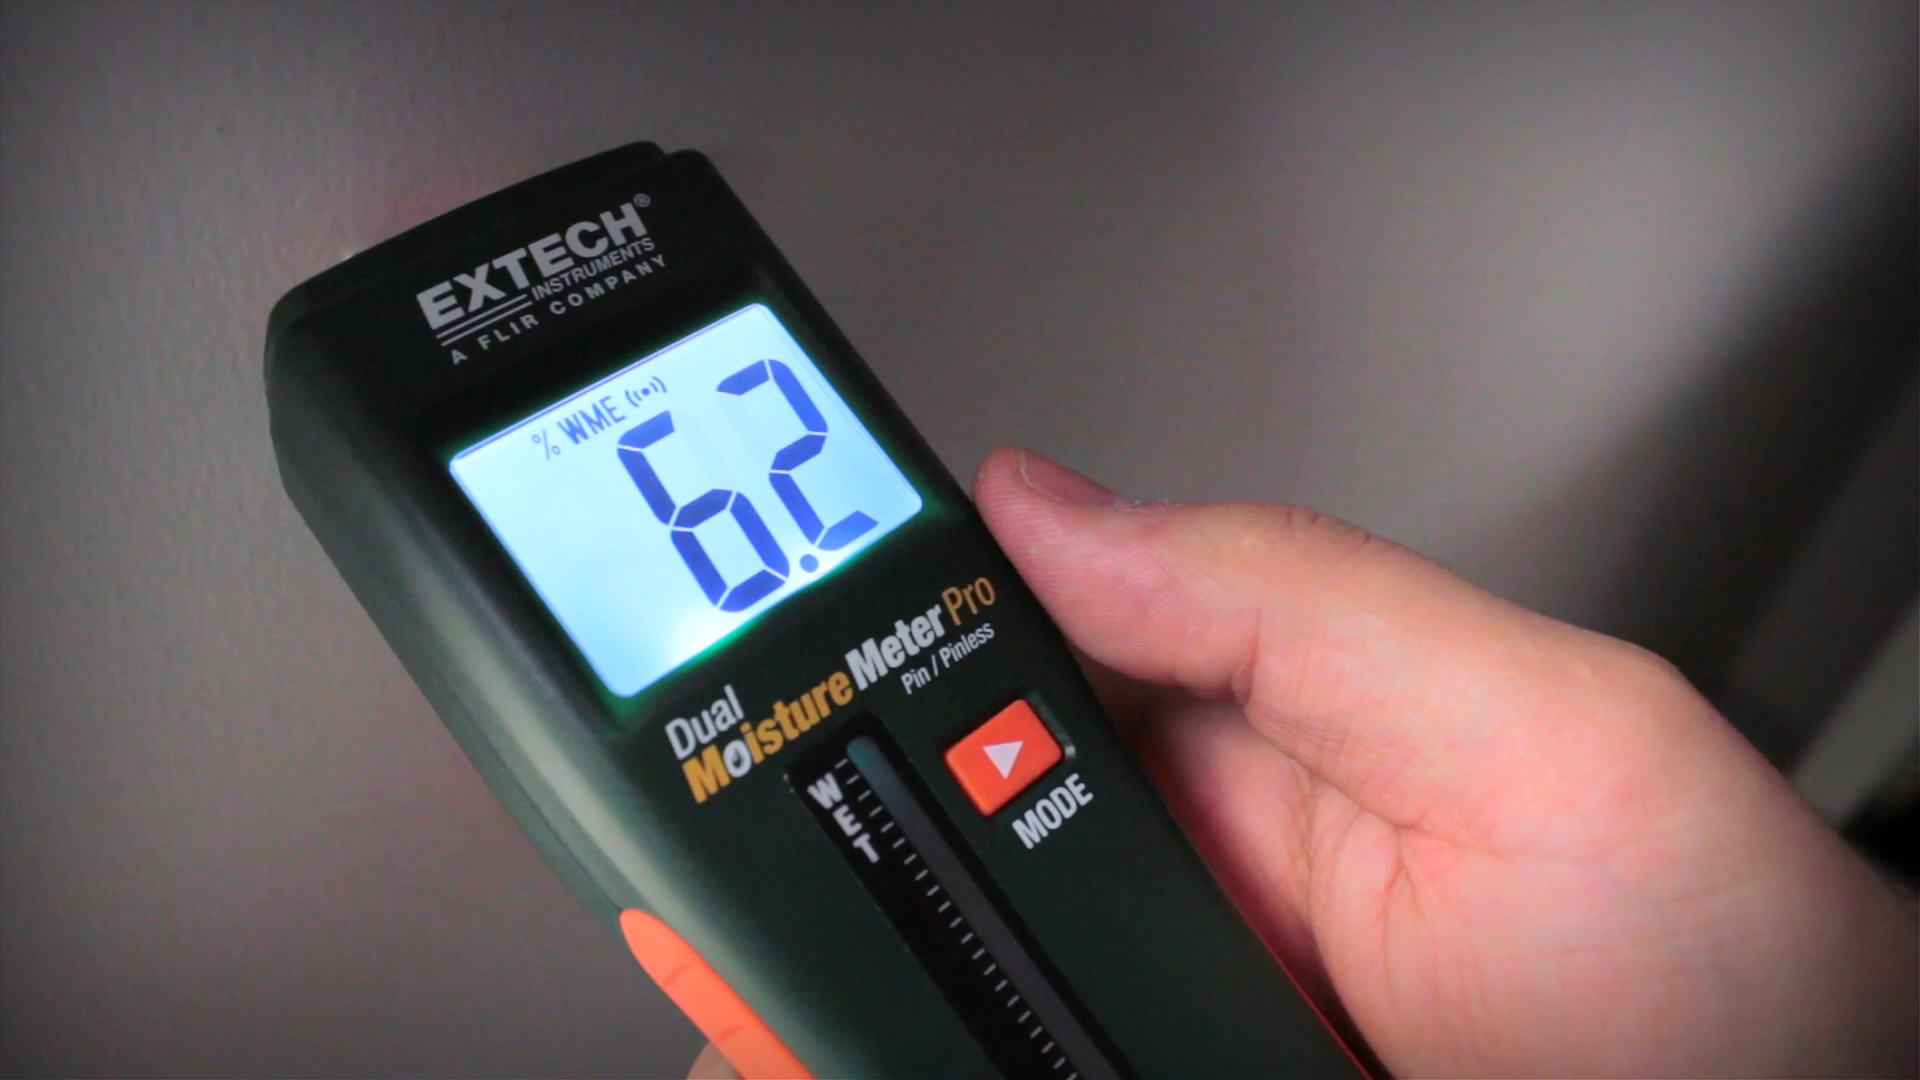 EXTECH®
INSTRUMENTS
A FLIR COMPANY
% WME
6.2
Dual
Moisture Meter Pro
Pin / Pinless
WET
MODE